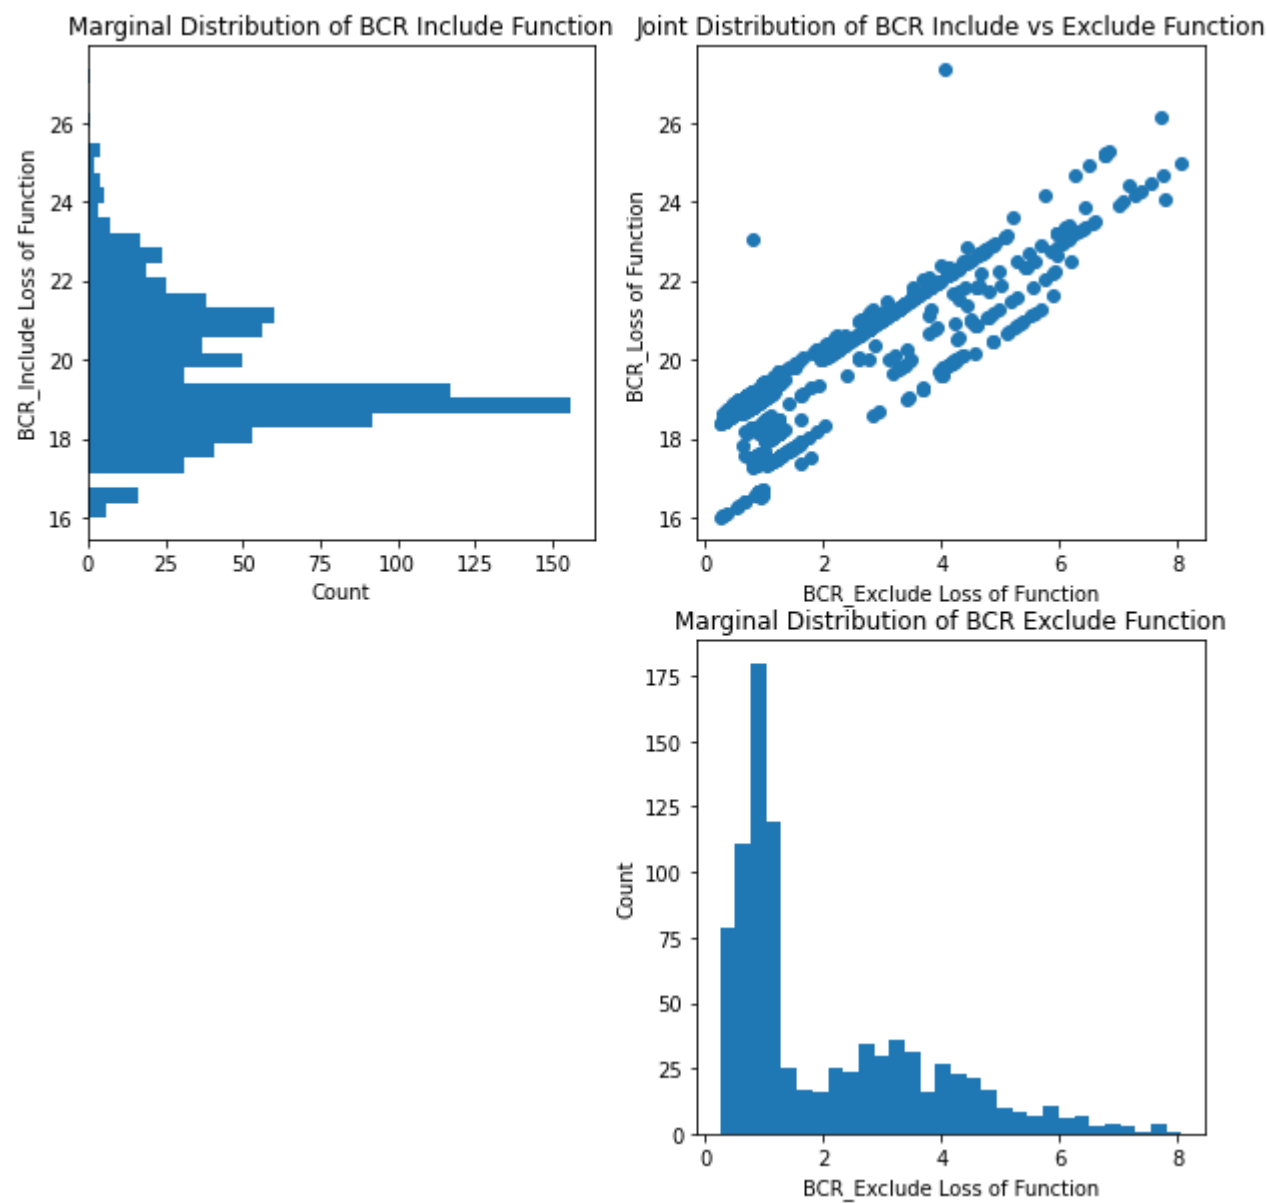 Marginal Distribution of BCR Include Function
BCR_Include Loss of Function
26
24
22
20
18
16
0 25 50 75 100 125 150
Count
Joint Distribution of BCR Include vs Exclude Function
BCR_Loss of Function
26
24
22
20
18
16
0 2 4 6 8
BCR_Exclude Loss of Function
Marginal Distribution of BCR Exclude Function
Count
175
150
125
100
75
50
25
0
0 2 4 6 8
BCR_Exclude Loss of Function